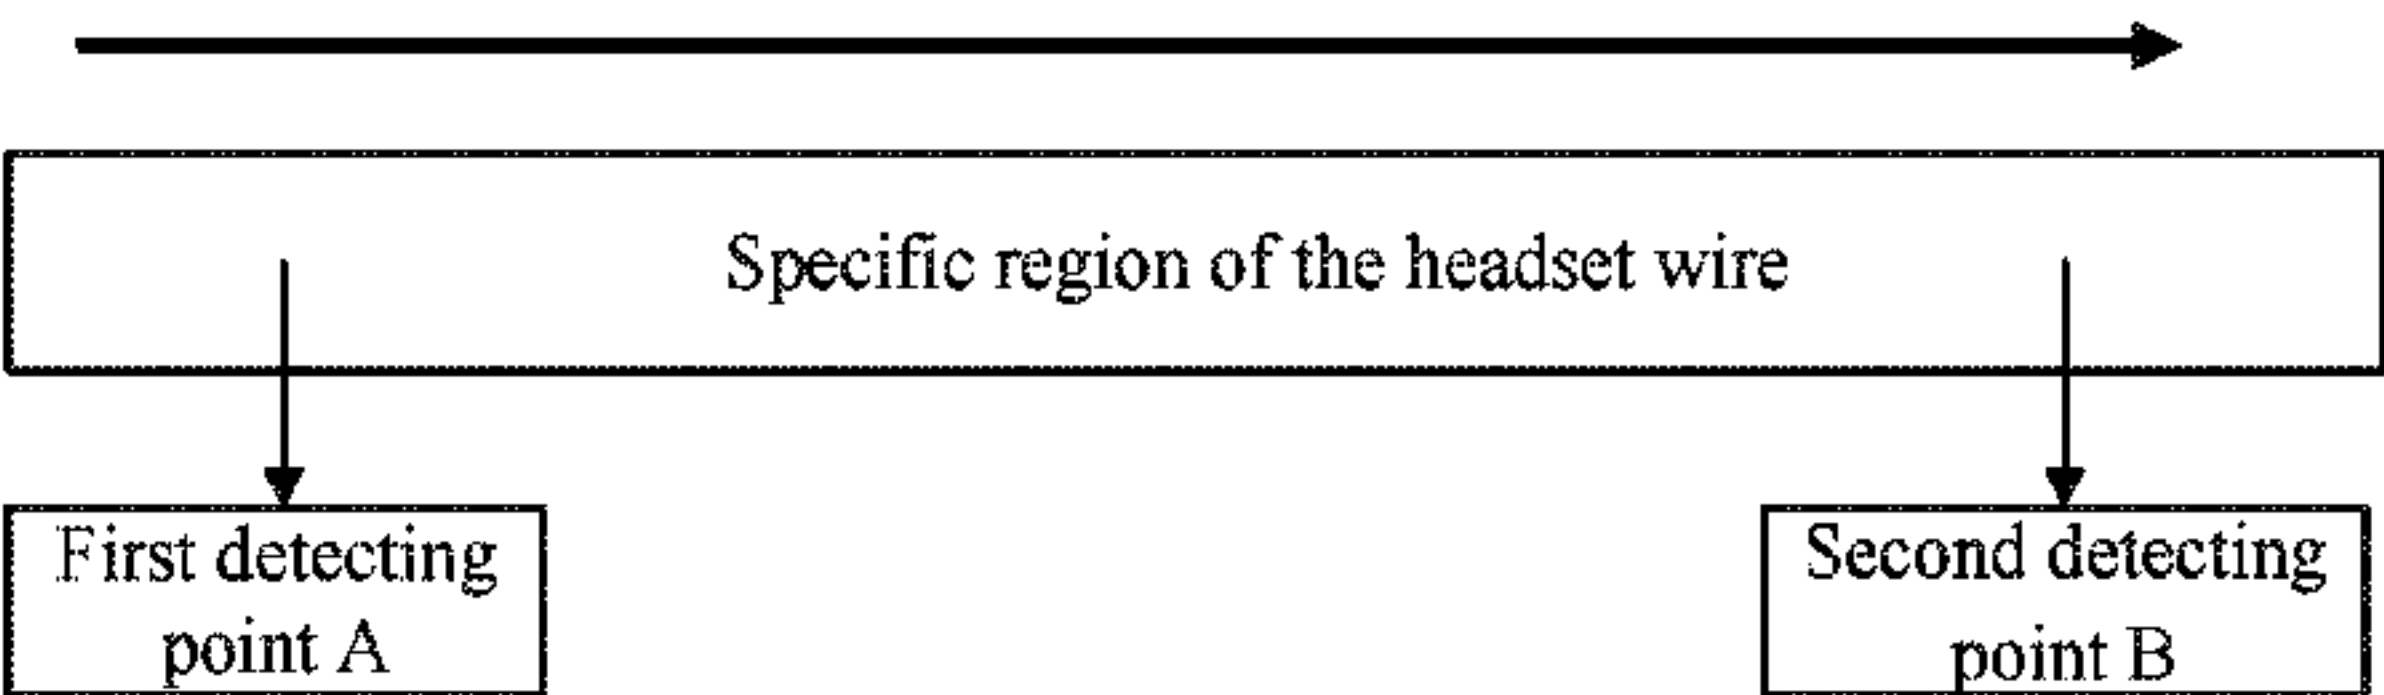 Specific region of the headset wire
First detecting
point A
Second detecting
point B